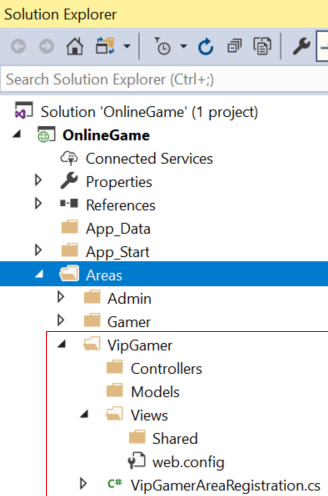 Solution Explorer
Search Solution Explorer (Ctrl+;)
Solution 'OnlineGame' (1 project)
OnlineGame
Connected Services
Properties
References
App_Data
App_Start
Areas
Admin
Gamer
VipGamer
Controllers
Models
Views
Shared
web.config
C# VipGamerAreaRegistration.cs